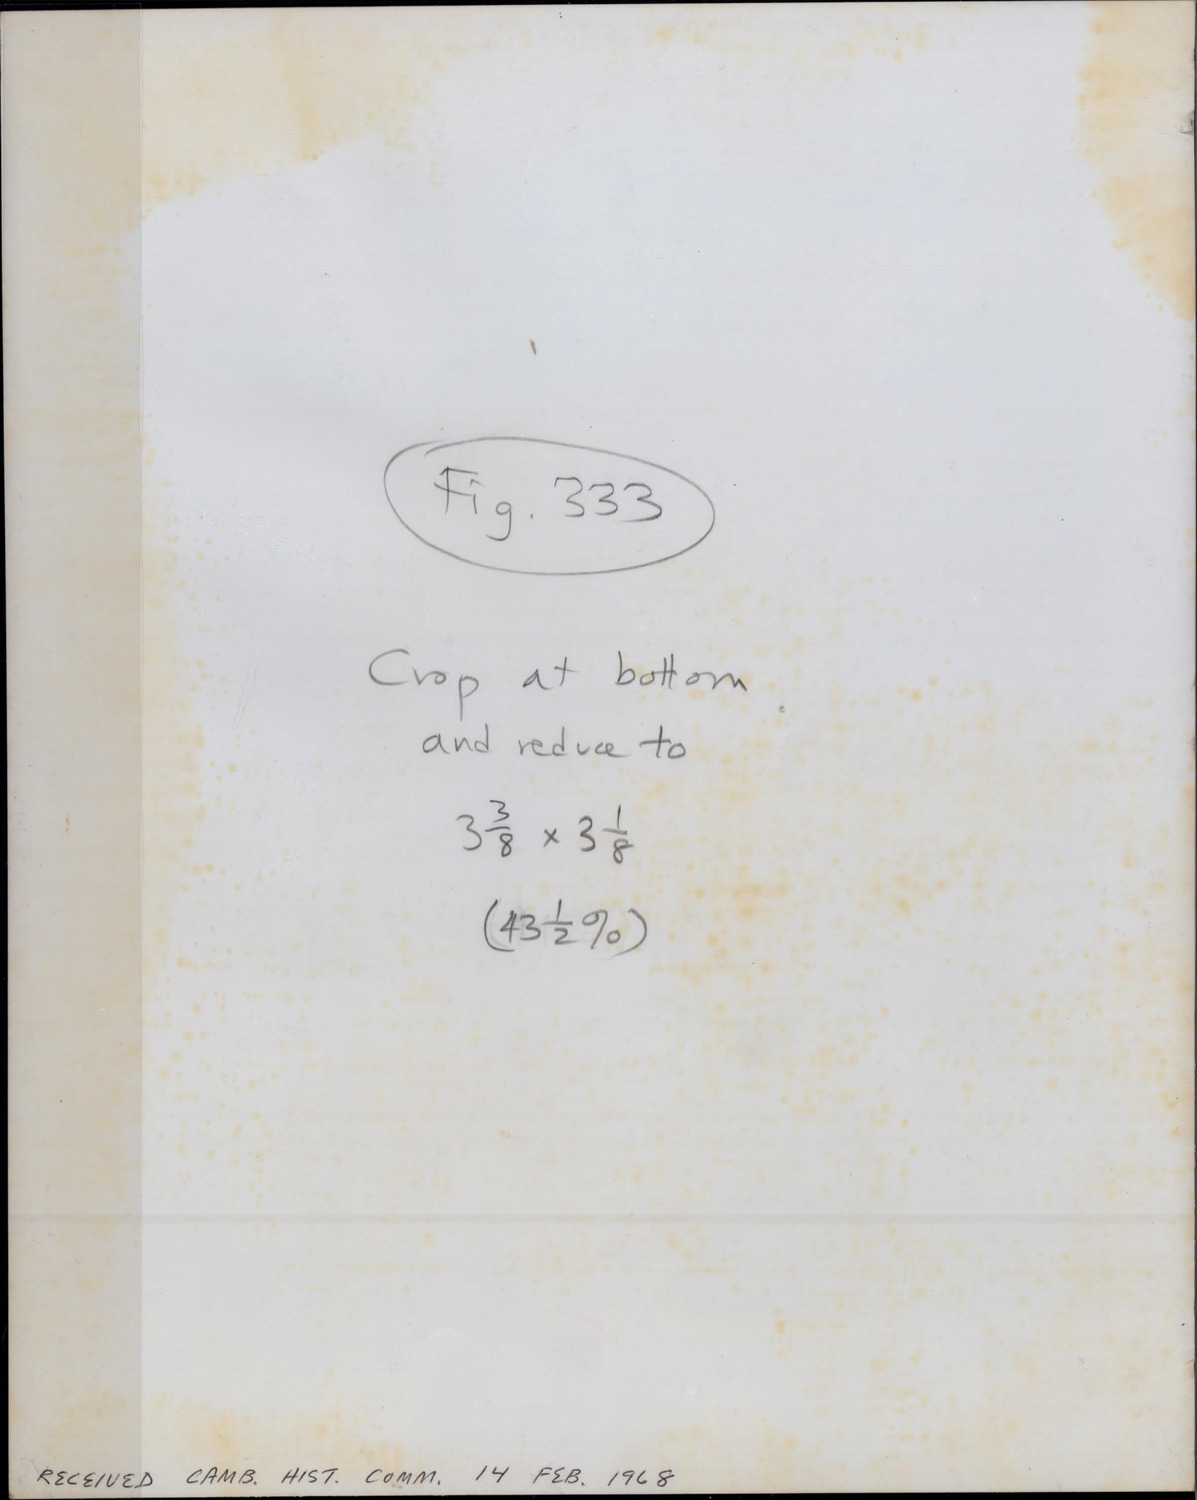 Fig. 333
Crop at bottom
and reduce to
3 3/8 x 3 1/8
(43 1/2 %)
RECEIVED CAMB. HIST. COMM. 14 FEB. 1968